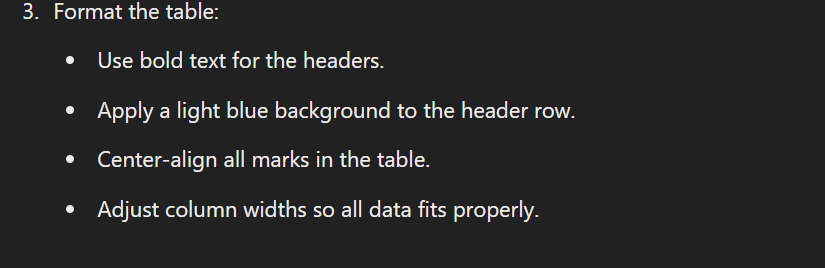 3. Format the table:
• Use bold text for the headers.
• Apply a light blue background to the header row.
• Center-align all marks in the table.
• Adjust column widths so all data fits properly.